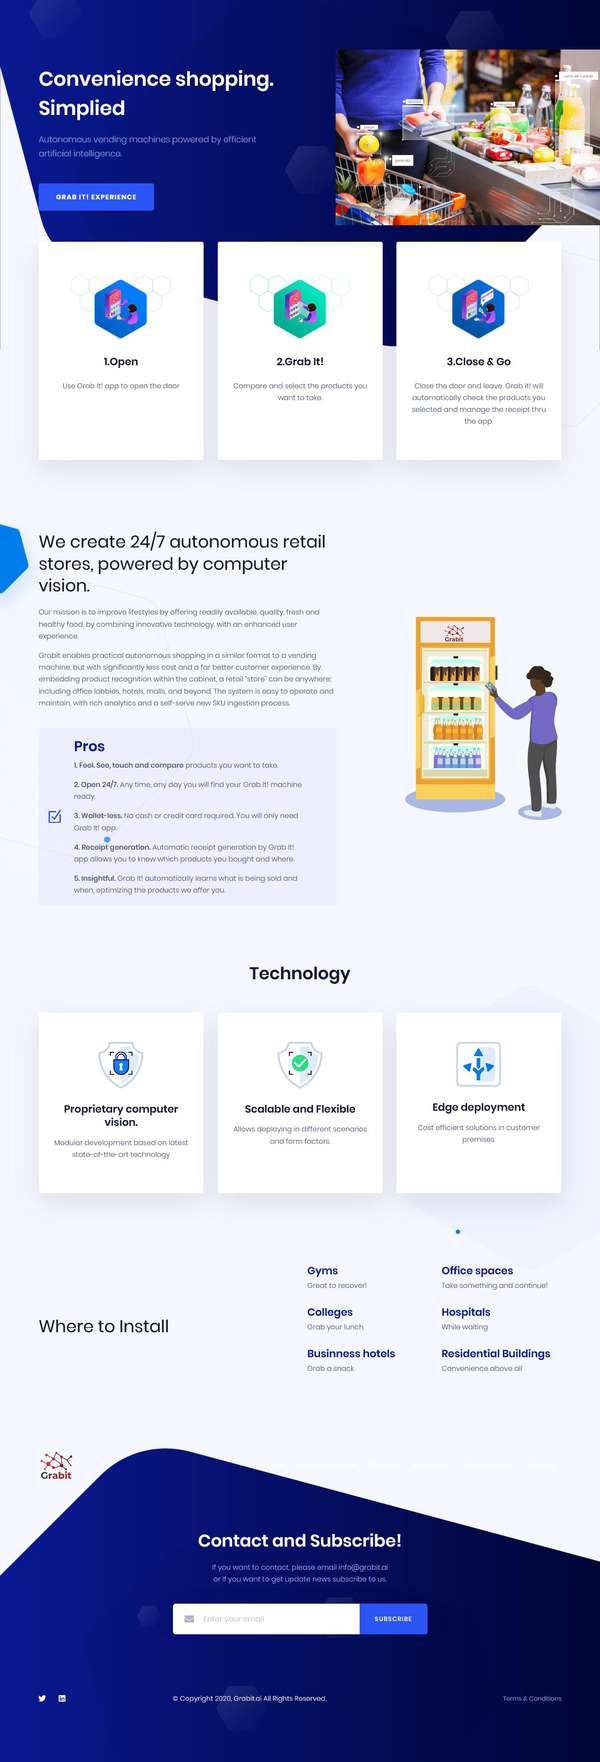 Convenience shopping.
Simplied
Autonomous vending machines powered by efficient
artificial intelligence.
GRAB IT! EXPERIENCE
1.Open
Use Grab It! app to open the door
2.Grab It!
Compare and select the products you
want to take.
3.Close & Go
Close the door and leave. Grab it! will
automatically check the products you
selected and manage the receipt thru
the app.
We create 24/7 autonomous retail
stores, powered by computer
vision.
Our mission is to improve lifestyles by offering readily available, quality, fresh and
healthy food, by combining innovative technology, with an enhanced user
experience.
Grabit enables practical autonomous shopping in a similar format to a vending
machine, but with significantly less cost and a far better customer experience. By
embedding product recognition within the cabinet, a retail "store" can be anywhere;
including office lobbies, hotels, malls, and beyond. The system is easy to operate and
maintain, with rich analytics and a self-serve new SKU ingestion process.
Grabit
Pros
1. Feel. See, touch and compare products you want to take.
2. Open 24/7. Any time, any day you will find your Grab It! machine
ready.
3. Wallet-less. No cash or credit card required. You will only need
Grab It! app.
4. Receipt generation. Automatic receipt generation by Grab It!
app allows you to know which products you bought and where.
5. Insightful. Grab It! automatically learns what is being sold and
when, optimizing the products we offer you.
Technology
Proprietary computer
vision.
Modular development based on latest
state-of-the-art technology
Scalable and Flexible
Allows deploying in different scenarios
and form factors.
Edge deployment
Cost efficient solutions in customer
premises.
Where to Install
Gyms
Great to recover!
Office spaces
Take something and continue!
Colleges
Grab your lunch
Hospitals
While waiting
Businness hotels
Grab a snack
Residential Buildings
Convenience above all
Grabit
Contact and Subscribe!
If you want to contact, please email info@grabit.ai
or If you want to get update news subscribe to us.
Enter your email
SUBSCRIBE
© Copyright 2020, Grabit.ai All Rights Reserved.
Terms & Conditions